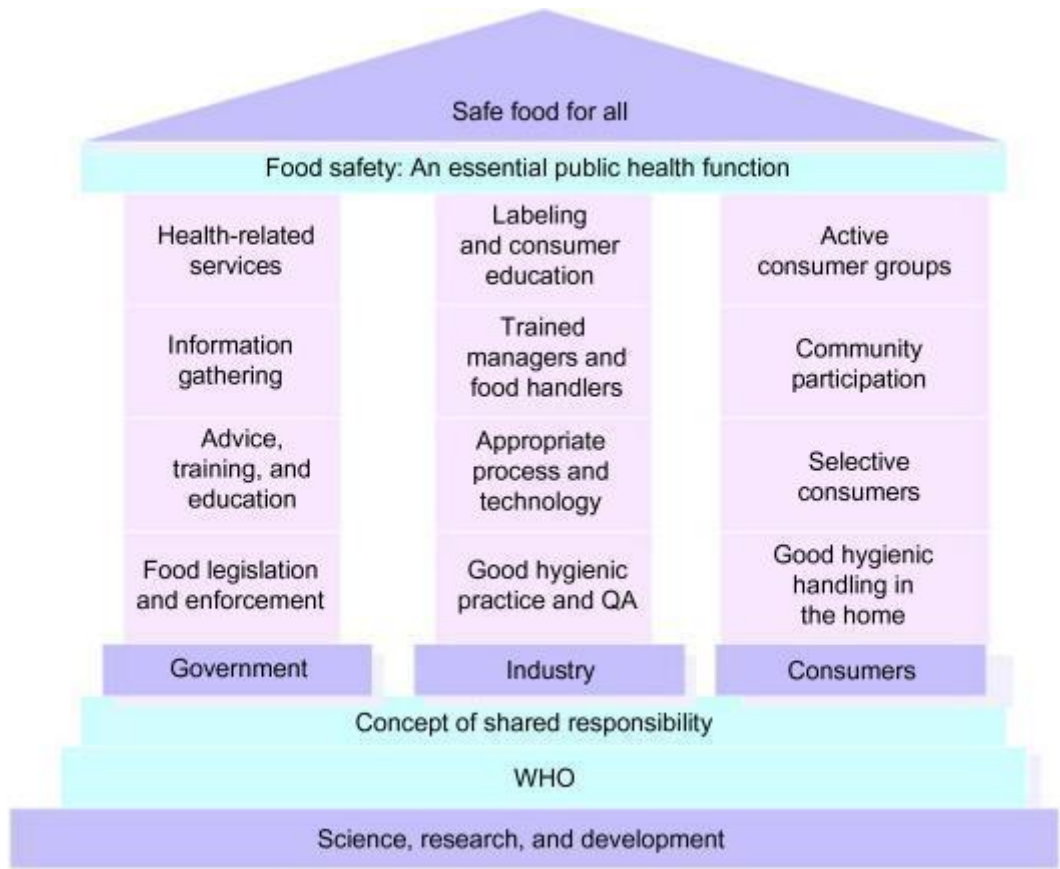 Safe food for all
Food safety: An essential public health function
Health-related
services
Information
gathering
Advice,
training, and
education
Food legislation
and enforcement
Government
Labeling
and consumer
education
Trained
managers and
food handlers
Appropriate
process and
technology
Good hygienic
practice and QA
Industry
Active
consumer groups
Community
participation
Selective
consumers
Good hygienic
handling in
the home
Consumers
Concept of shared responsibility
WHO
Science, research, and development